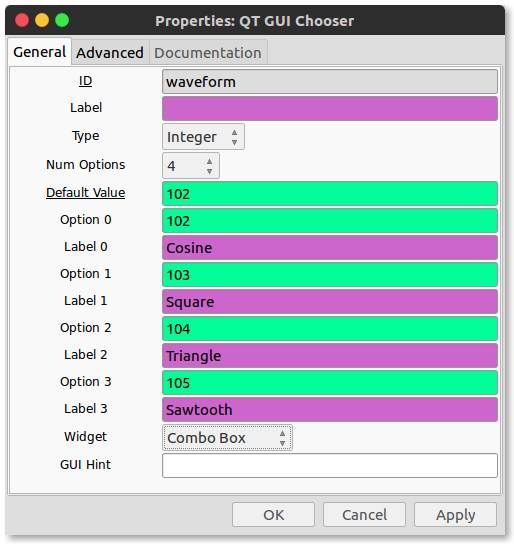 Properties: QT GUI Chooser
General Advanced Documentation
ID waveform
Label
Type Integer
Num Options 4
Default Value 102
Option 0 102
Label 0 Cosine
Option 1 103
Label 1 Square
Option 2 104
Label 2 Triangle
Option 3 105
Label 3 Sawtooth
Widget Combo Box
GUI Hint
OK Cancel Apply